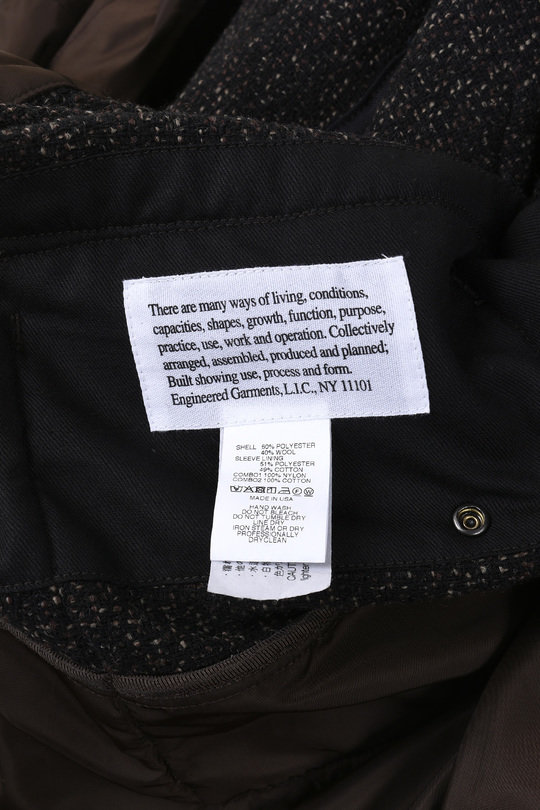 There are many ways of living, conditions,
capacities, shapes, growth, function, purpose,
practice, use, work and operation. Collectively
arranged, assembled, produced and planned;
Built showing use, process and form.
Engineered Garments, L.I.C., NY 11101
SHELL 60% POLYESTER
40% WOOL
SLEEVE LINING
51% POLYESTER
49% COTTON
COMBO1 100% NYLON
COMBO2 100% COTTON
MADE IN USA
HAND WASH
DO NOT BLEACH
DO NOT TUMBLE DRY
LINE DRY
IRON STEAM OR DRY
PROFESSIONALLY
DRYCLEAN